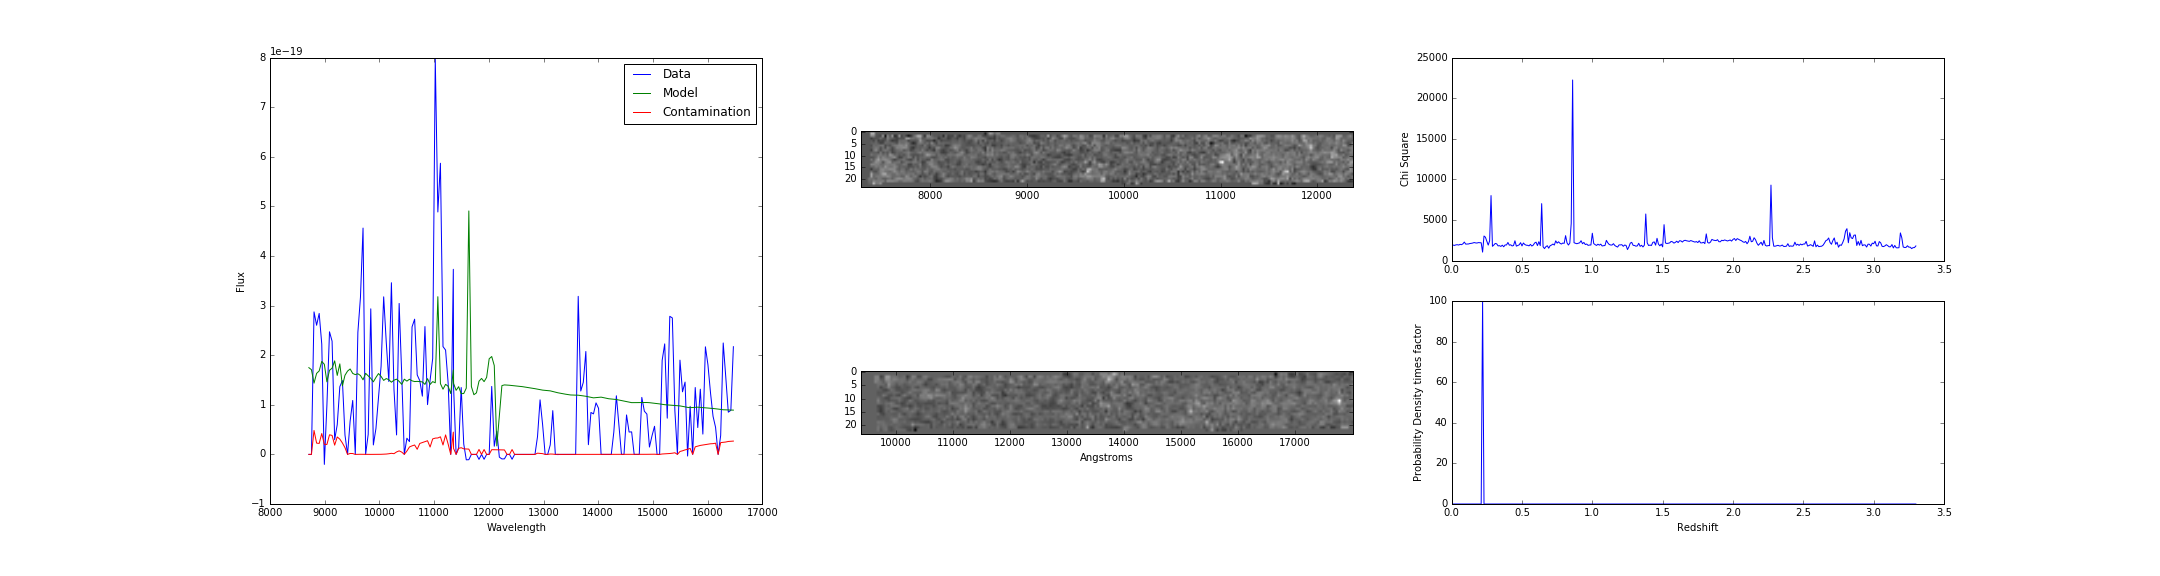 1e−19
8
7
6
5
4
3
2
1
0
−1
8000 9000 10000 11000 12000 13000 14000 15000 16000 17000
Flux
Wavelength
Data
Model
Contamination
0
5
10
15
20
8000 9000 10000 11000 12000
0
5
10
15
20
10000 11000 12000 13000 14000 15000 16000 17000
Angstroms
25000
20000
15000
10000
5000
0
Chi Square
0.0 0.5 1.0 1.5 2.0 2.5 3.0 3.5
100
80
60
40
20
0
Probability Density times factor
0.0 0.5 1.0 1.5 2.0 2.5 3.0 3.5
Redshift